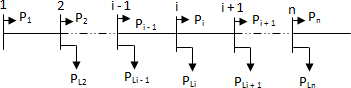 1 2 i - 1 i i + 1 n
P1 P2 Pi - 1 Pi Pi + 1 Pn
PL2 PLi - 1 PLi PLi + 1 PLn